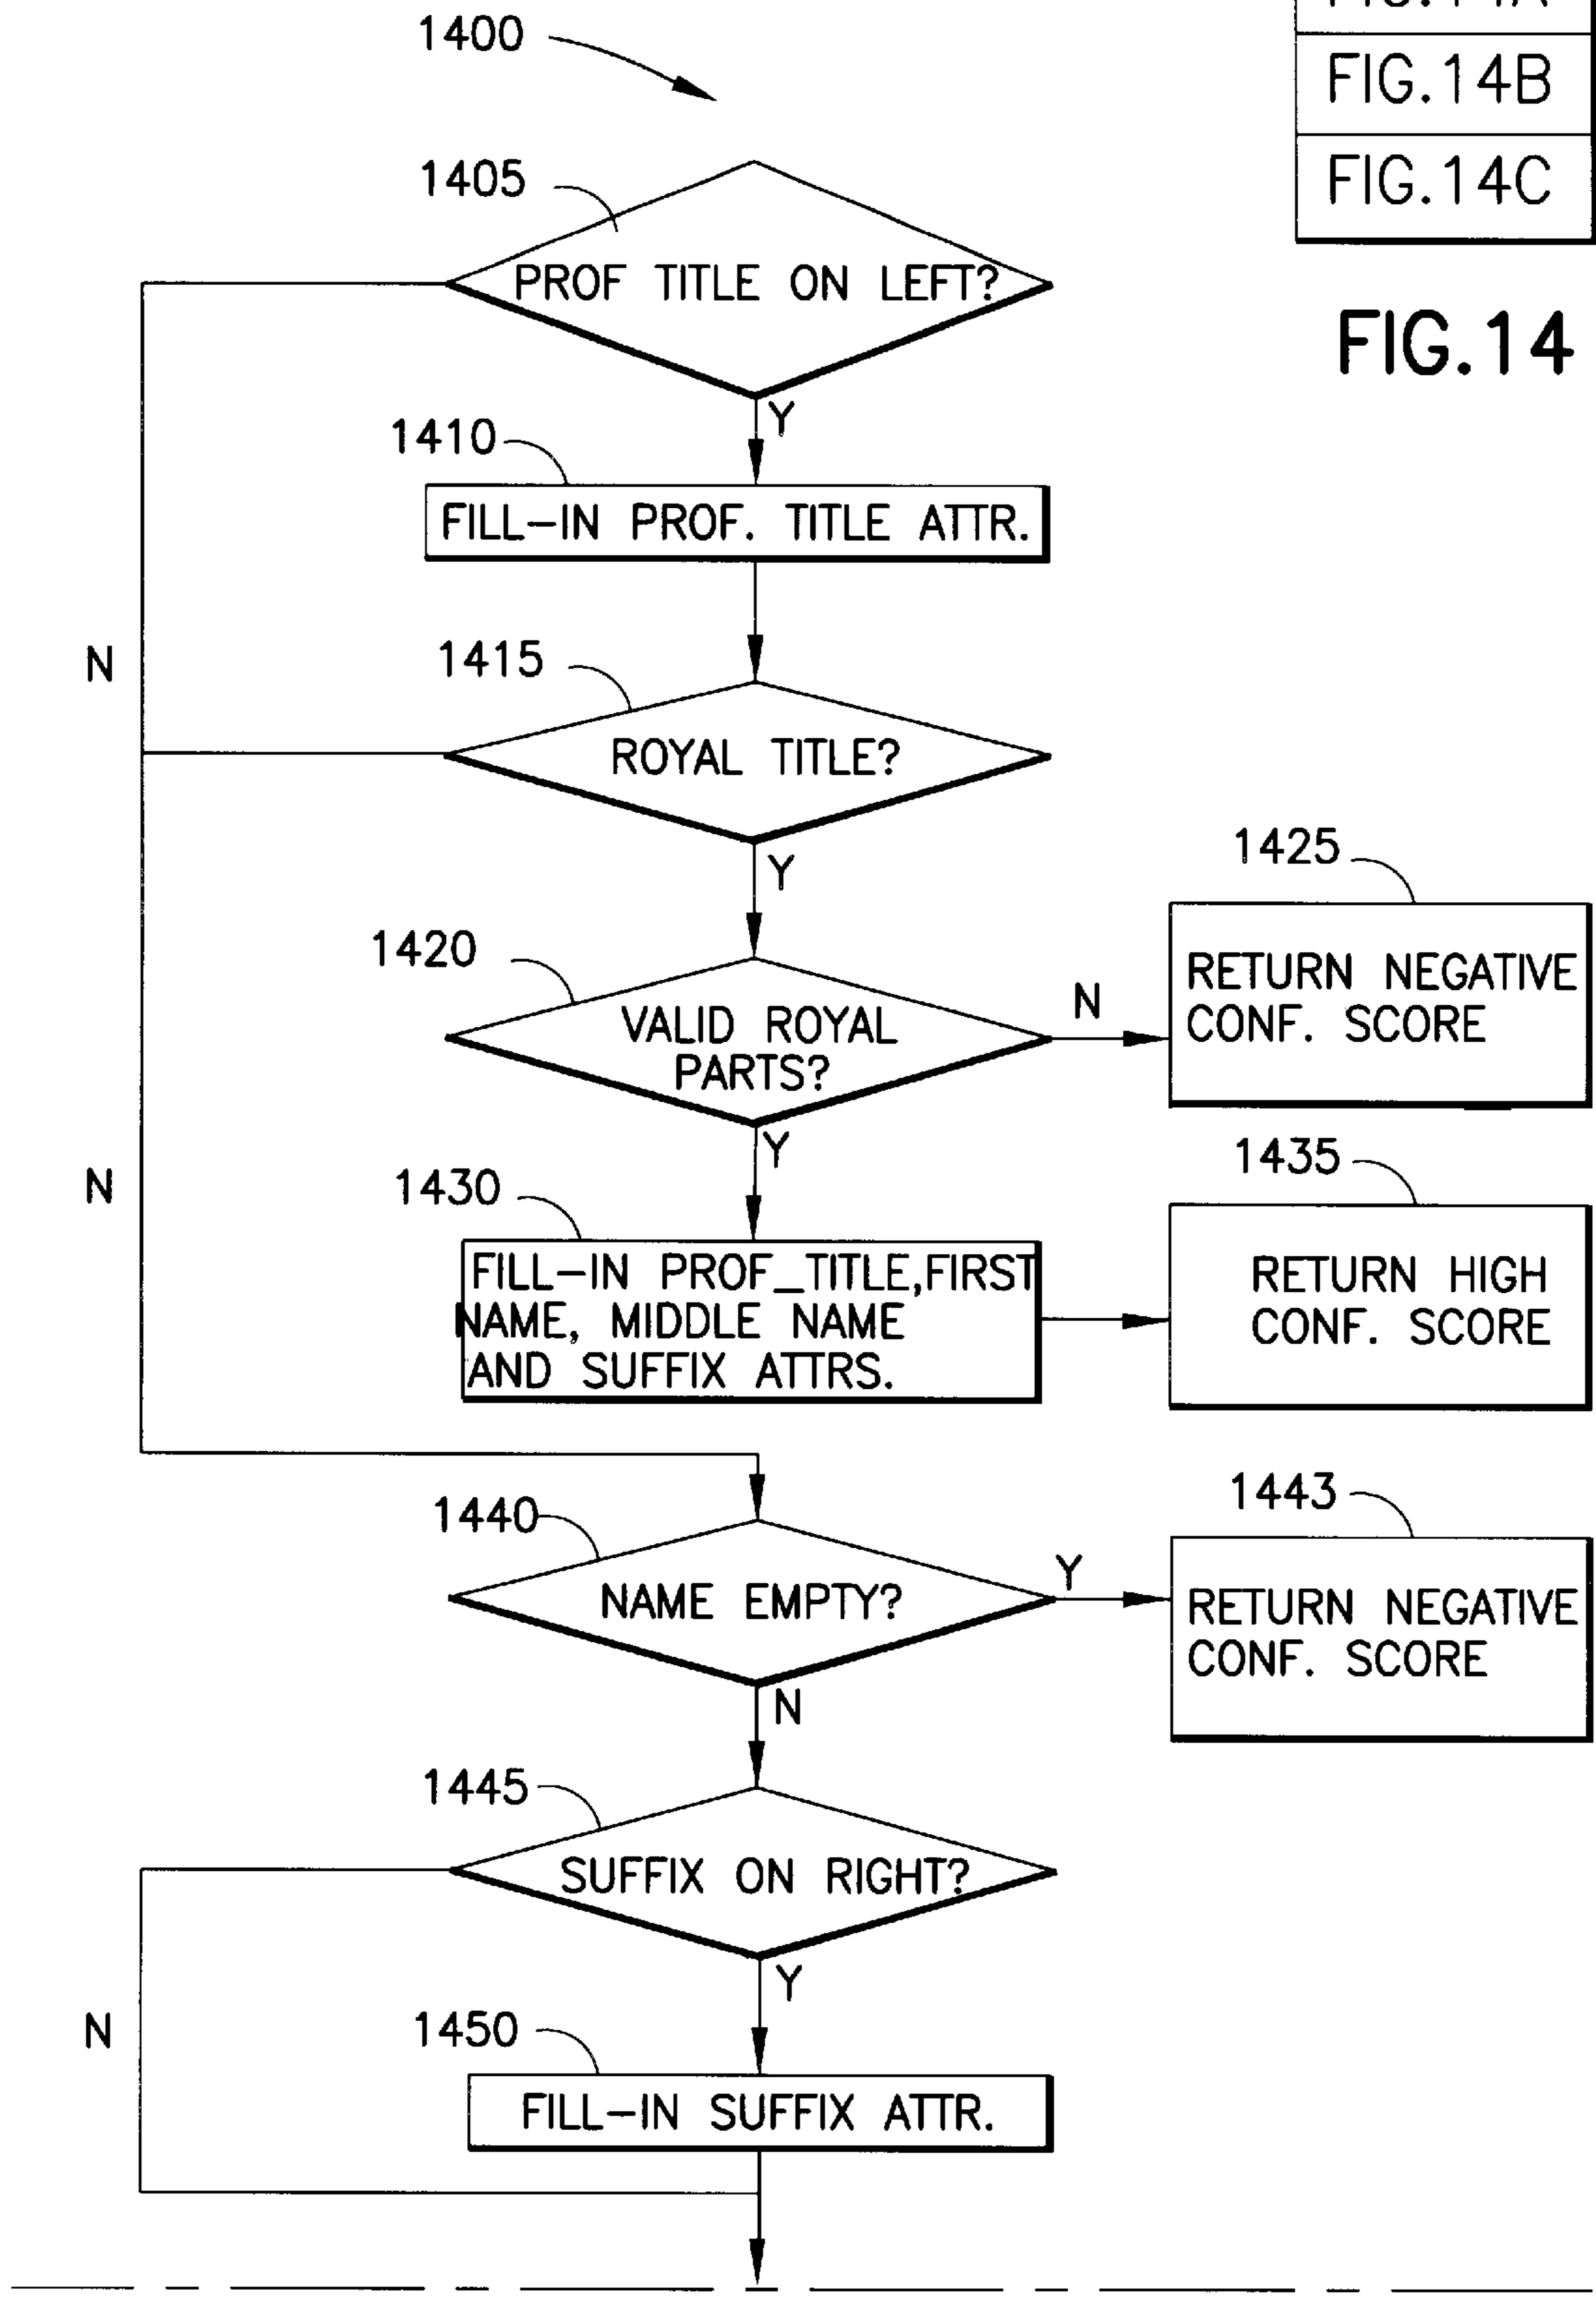 1400
FIG.14A
FIG.14B
FIG.14C
FIG.14
1405
PROF TITLE ON LEFT?
Y
1410
FILL-IN PROF. TITLE ATTR.
N
1415
ROYAL TITLE?
Y
1425
RETURN NEGATIVE
CONF. SCORE
1420
VALID ROYAL
PARTS?
N
Y
1435
RETURN HIGH
CONF. SCORE
N
1430
FILL-IN PROF_TITLE,FIRST
NAME, MIDDLE NAME
AND SUFFIX ATTRS.
1440
NAME EMPTY?
Y
1443
RETURN NEGATIVE
CONF. SCORE
N
1445
SUFFIX ON RIGHT?
Y
N
1450
FILL-IN SUFFIX ATTR.